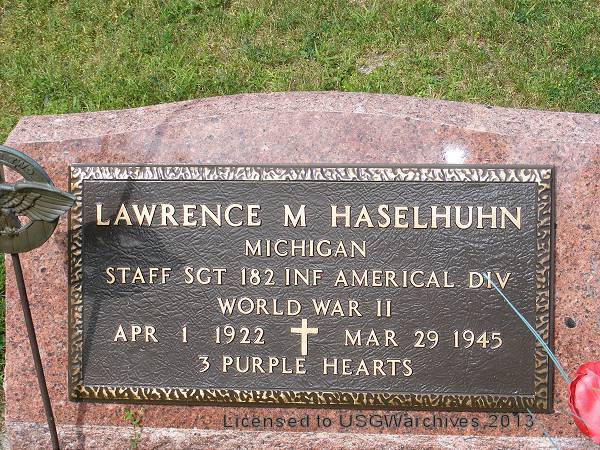 LAWRENCE M HASELHUHN
MICHIGAN
STAFF SGT 182 INF AMERICAL DIV
WORLD WAR II
APR 1 1922 MAR 29 1945
3 PURPLE HEARTS
Licensed to USGWarchives, 2013